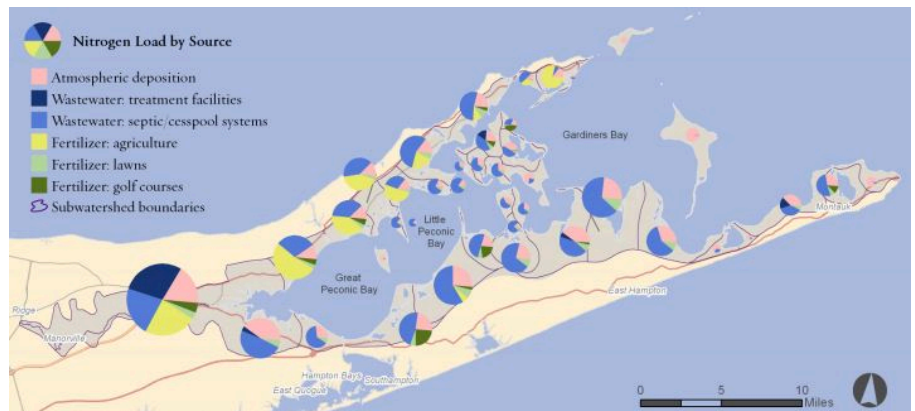 Nitrogen Load by Source
Atmospheric deposition
Wastewater: treatment facilities
Wastewater: septic/cesspool systems
Fertilizer: agriculture
Fertilizer: lawns
Fertilizer: golf courses
Subwatershed boundaries
Gardiners Bay
Montauk
Little
Peconic
Bay
Great
Peconic Bay
East Hampton
Ridge
Manorville
Hampton Bays
Southampton
East Quogue
0 5 10
Miles